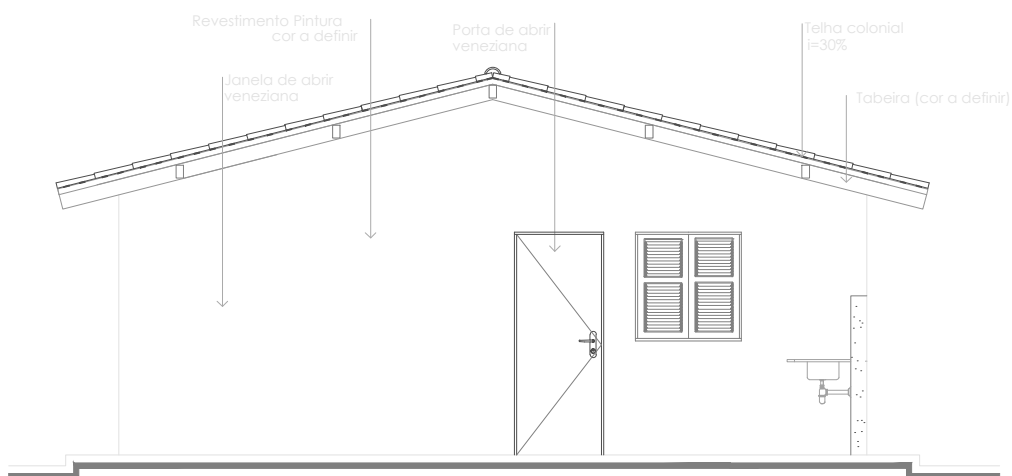 Revestimento Pintura
cor a definir
Porta de abrir
veneziana
Telha colonial
i=30%
Janela de abrir
veneziana
Tabeira (cor a definir)